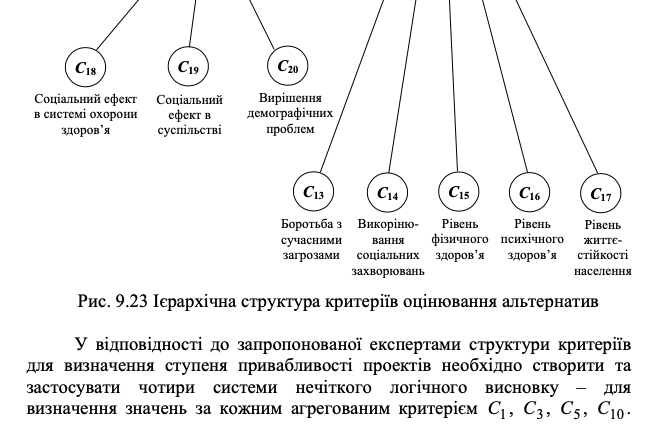 C18 C19 C20
Соціальний ефект в системі охорони здоров’я
Соціальний ефект в суспільстві
Вирішення демографічних проблем
C13 C14 C15 C16 C17
Боротьба з сучасними загрозами
Викоріню-вання соціальних захворювань
Рівень фізичного здоров’я
Рівень психічного здоров’я
Рівень життє-стійкості населення
Рис. 9.23 Ієрархічна структура критеріїв оцінювання альтернатив
У відповідності до запропонованої експертами структури критеріїв
для визначення ступеня привабливості проектів необхідно створити та
застосувати чотири системи нечіткого логічного висновку – для
визначення значень за кожним агрегованим критерієм C1, C3, C5, C10.